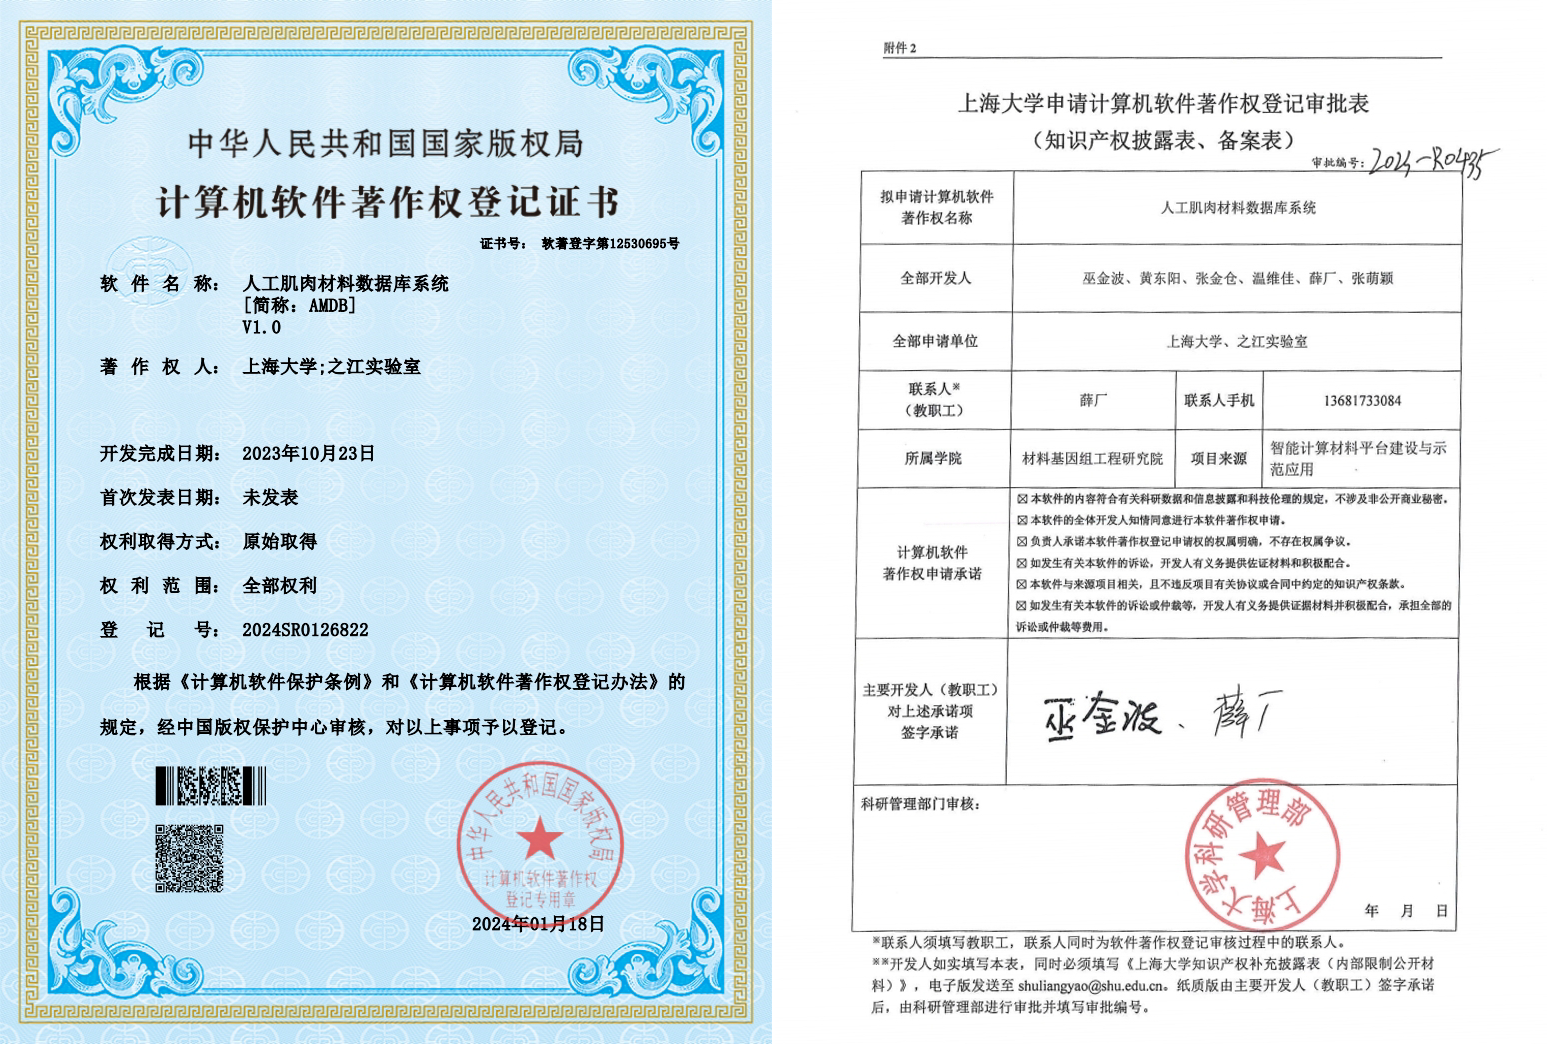 中华人民共和国国家版权局
计算机软件著作权登记证书
证书号： 软著登字第12530695号
软件名称： 人工肌肉材料数据库系统
[简称：AMDB]
V1.0
著作权人： 上海大学;之江实验室
开发完成日期： 2023年10月23日
首次发表日期： 未发表
权利取得方式： 原始取得
权利范围： 全部权利
登记号： 2024SR0126822
根据《计算机软件保护条例》和《计算机软件著作权登记办法》的
规定，经中国版权保护中心审核，对以上事项予以登记。
中华人民共和国国家版权局
计算机软件著作权
登记专用章
2024年01月18日
附件 2
上海大学申请计算机软件著作权登记审批表
（知识产权披露表、备案表）
审批编号：2024-R0435
拟申请计算机软件
著作权名称
人工肌肉材料数据库系统
全部开发人
巫金波、黄东阳、张金仓、温维佳、薛厂、张萌颖
全部申请单位
上海大学、之江实验室
联系人※
（教职工）
薛厂
联系人手机
13681733084
所属学院
材料基因组工程研究院
项目来源
智能计算材料平台建设与示
范应用
计算机软件
著作权申请承诺
☒ 本软件的内容符合有关科研数据和信息披露和科技伦理的规定，不涉及非公开商业秘密。
☒ 本软件的全体开发人知情同意进行本软件著作权申请。
☒ 负责人承诺本软件著作权登记申请权的权属明确，不存在权属争议。
☒ 如发生有关本软件的诉讼，开发人有义务提供佐证材料和积极配合。
☒ 本软件与来源项目相关，且不违反项目有关协议或合同中约定的知识产权条款。
☒ 如发生有关本软件的诉讼或仲裁等，开发人有义务提供证据材料并积极配合，承担全部的
诉讼或仲裁等费用。
主要开发人（教职工）
对上述承诺项
签字承诺
巫金波、薛厂
科研管理部门审核：
上海大学科研管理部
年 月 日
※联系人须填写教职工，联系人同时为软件著作权登记审核过程中的联系人。
※※开发人如实填写本表，同时必须填写《上海大学知识产权补充披露表（内部限制公开材
料）》，电子版发送至 shuliangyao@shu.edu.cn。纸质版由主要开发人（教职工）签字承诺
后，由科研管理部进行审批并填写审批编号。